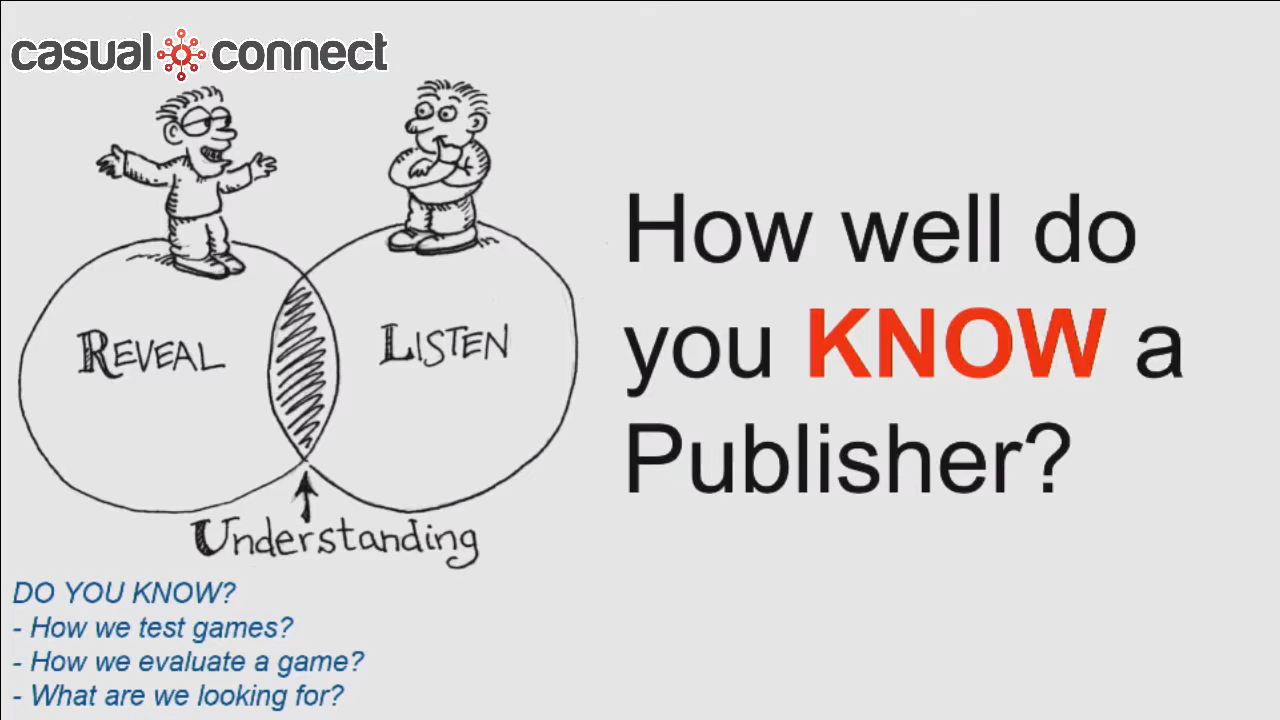 casual connect
REVEAL
LISTEN
Understanding
How well do
you KNOW a
Publisher?
DO YOU KNOW?
- How we test games?
- How we evaluate a game?
- What are we looking for?